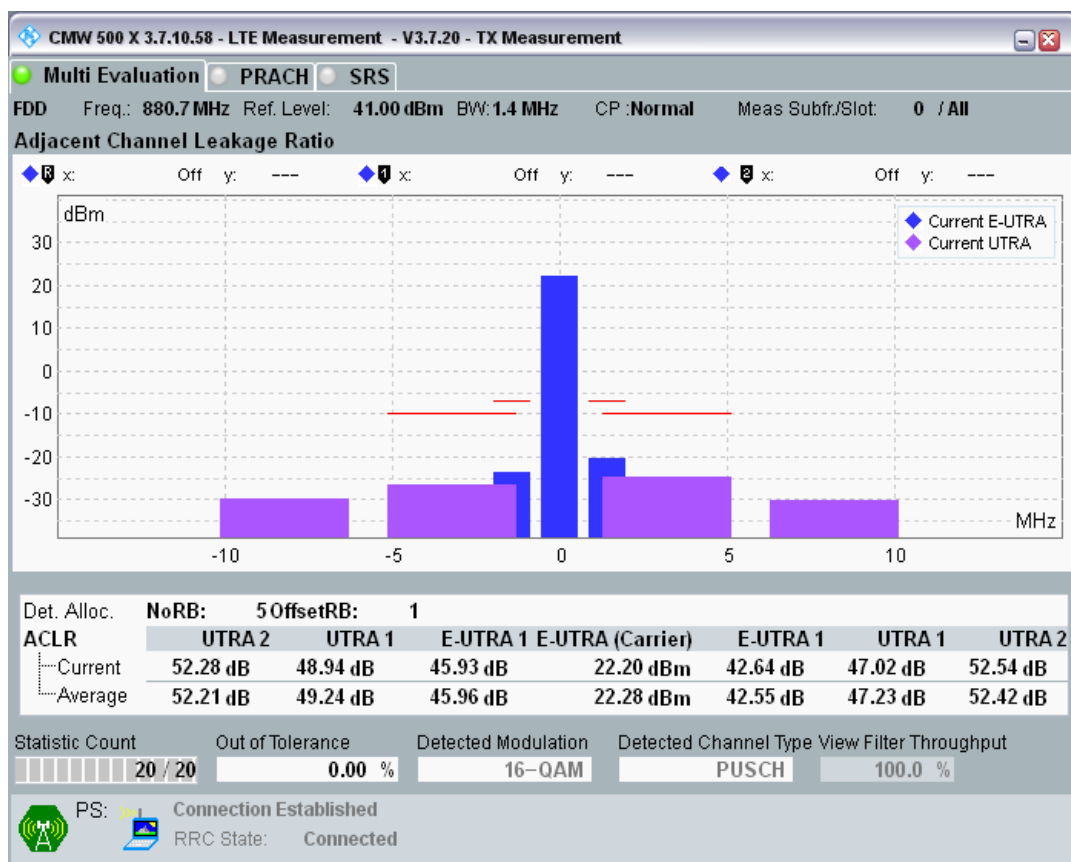 CMW 500 X 3.7.10.58 - LTE Measurement - V3.7.20 - TX Measurement
Multi Evaluation PRACH SRS
FDD Freq.: 880.7 MHz Ref. Level: 41.00 dBm BW: 1.4 MHz CP :Normal Meas Subfr./Slot: 0 / All
Adjacent Channel Leakage Ratio
R x: Off y: --- 1 x: Off y: --- 2 x: Off y: ---
dBm
Current E-UTRA
Current UTRA
30
20
10
0
-10
-20
-30
MHz
-10 -5 0 5 10
Det. Alloc. NoRB: 5 OffsetRB: 1
ACLR UTRA 2 UTRA 1 E-UTRA 1 E-UTRA (Carrier) E-UTRA 1 UTRA 1 UTRA 2
Current 52.28 dB 48.94 dB 45.93 dB 22.20 dBm 42.64 dB 47.02 dB 52.54 dB
Average 52.21 dB 49.24 dB 45.96 dB 22.28 dBm 42.55 dB 47.23 dB 52.42 dB
Statistic Count Out of Tolerance Detected Modulation Detected Channel Type View Filter Throughput
20 / 20 0.00 % 16-QAM PUSCH 100.0 %
PS: Connection Established
RRC State: Connected